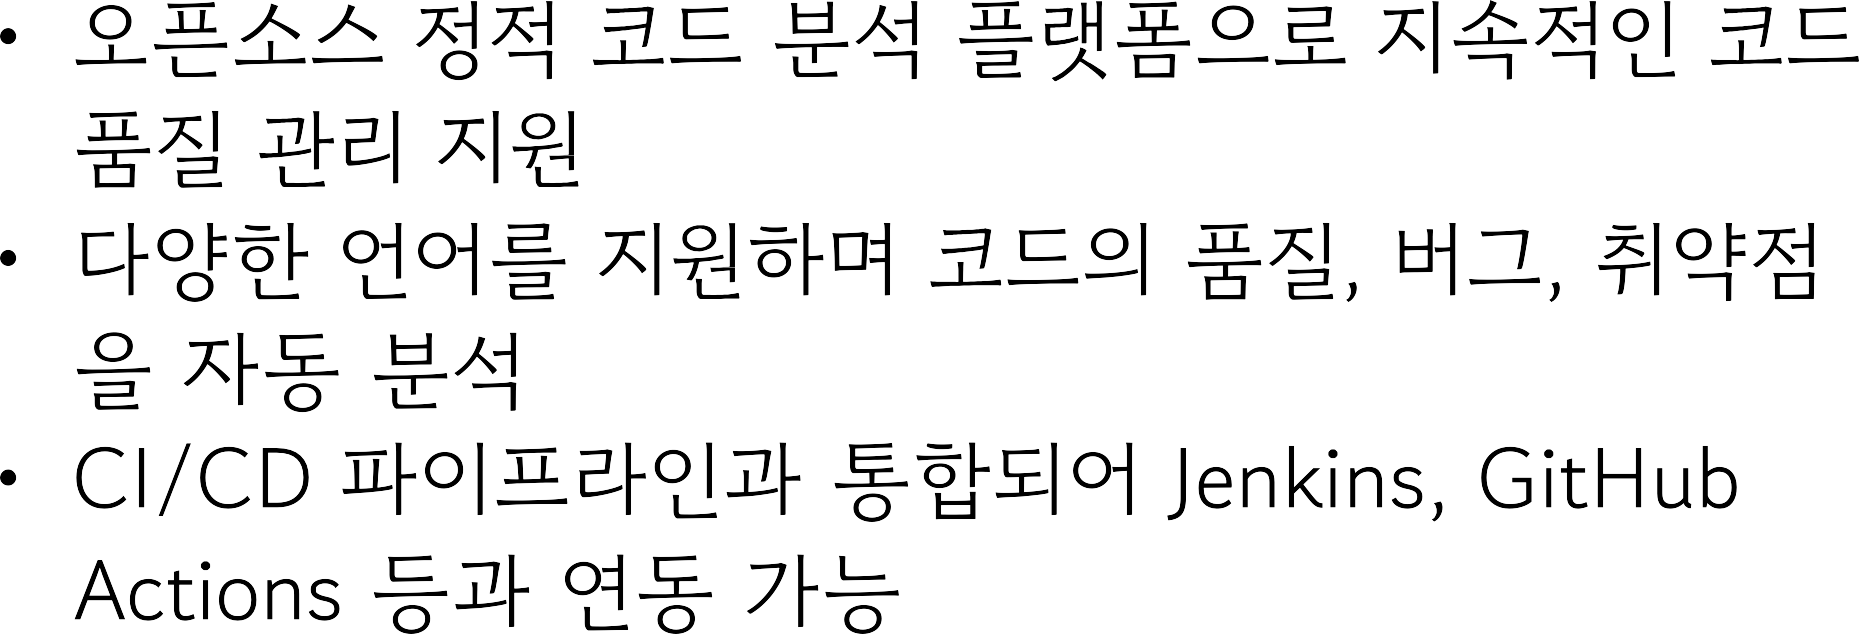 • 오픈소스 정적 코드 분석 플랫폼으로 지속적인 코드
품질 관리 지원
• 다양한 언어를 지원하며 코드의 품질, 버그, 취약점
을 자동 분석
• CI/CD 파이프라인과 통합되어 Jenkins, GitHub
Actions 등과 연동 가능